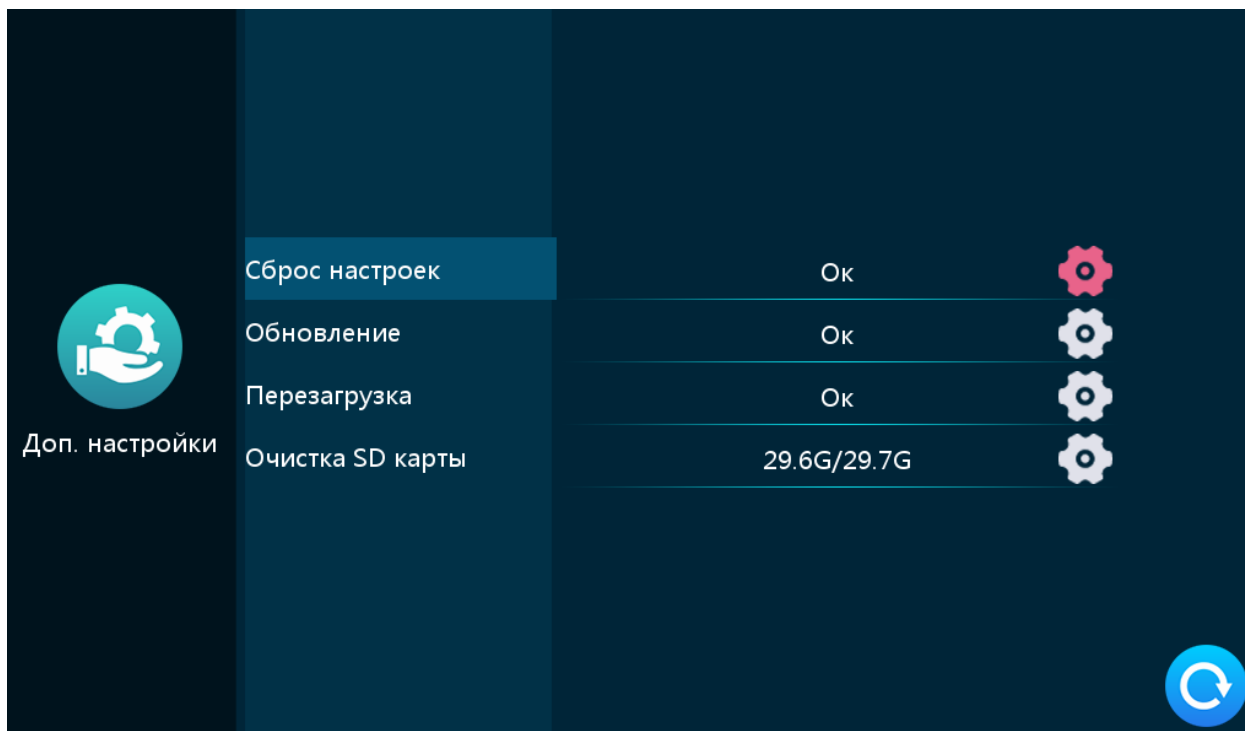 Сброс настроек Ок
Обновление Ок
Перезагрузка Ок
Доп. настройки
Очистка SD карты 29.6G/29.7G